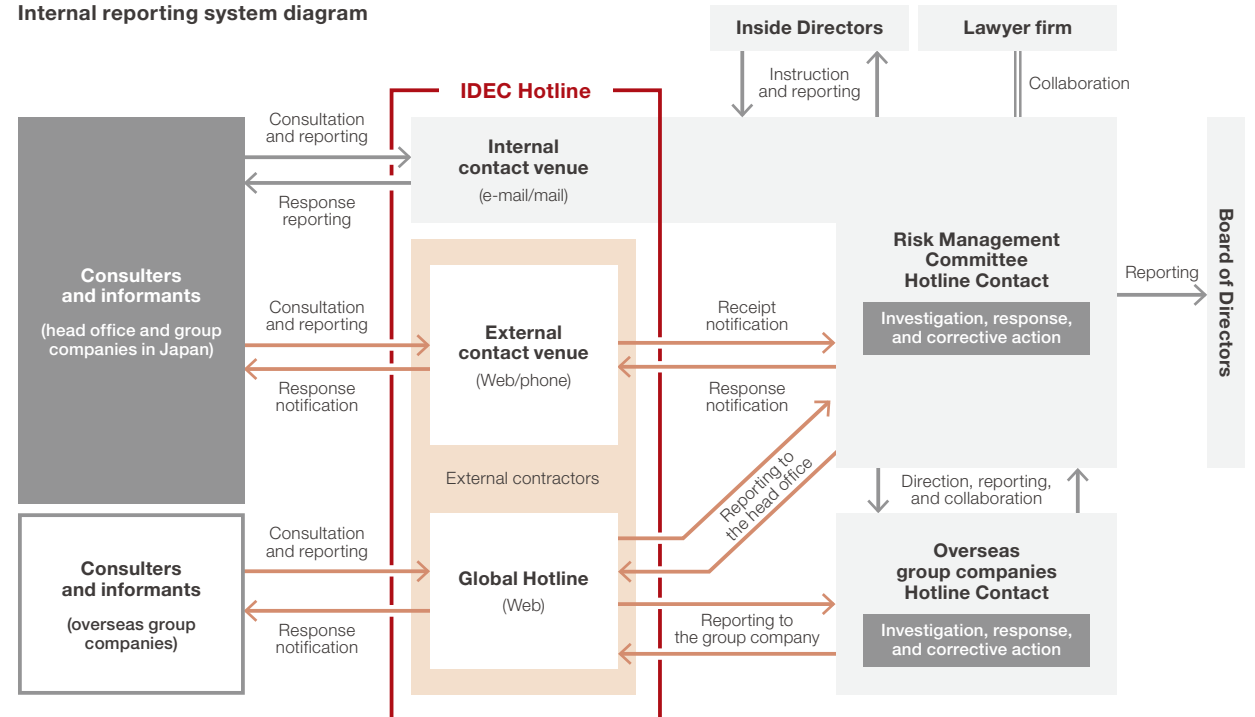 Internal reporting system diagram
Inside Directors
Lawyer firm
Instruction
and reporting
Collaboration
IDEC Hotline
Consultation
and reporting
Response
reporting
Internal
contact venue
(e-mail/mail)
Consulters
and informants
(head office and group
companies in Japan)
Consultation
and reporting
Response
notification
External
contact venue
(Web/phone)
Receipt
notification
Response
notification
Risk Management
Committee
Hotline Contact
Investigation, response,
and corrective action
Reporting
Board of Directors
External contractors
Reporting to
the head office
Direction, reporting,
and collaboration
Consulters
and informants
(overseas group
companies)
Consultation
and reporting
Response
notification
Global Hotline
(Web)
Reporting to
the group company
Overseas
group companies
Hotline Contact
Investigation, response,
and corrective action